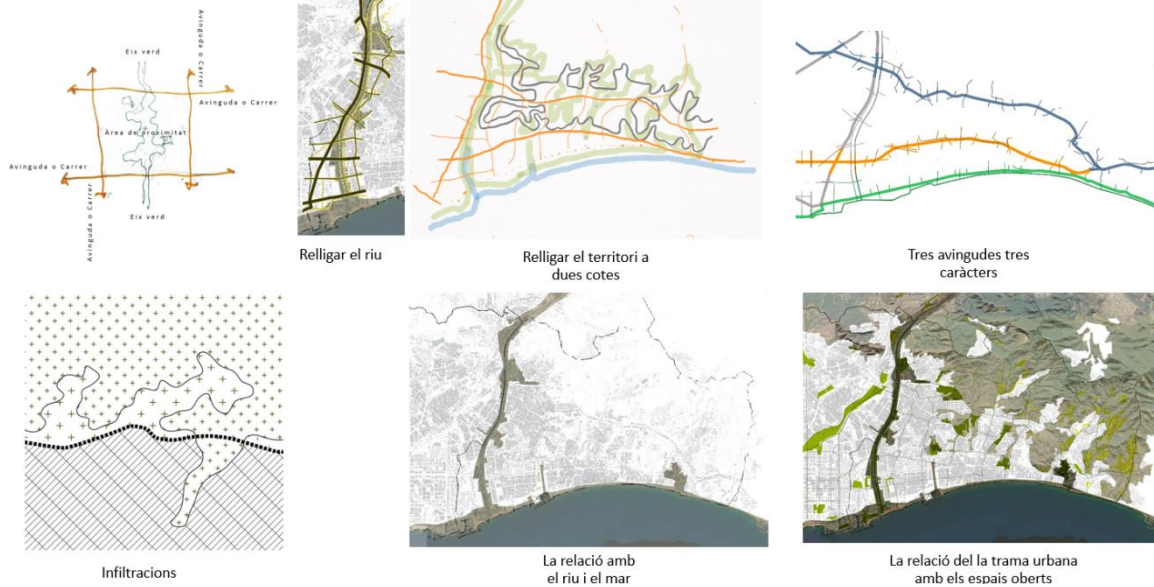 Eix verd
Avinguda o Carrer
Avinguda o Carrer
Àrea de proximitat
Avinguda o Carrer
Avinguda o Carrer
Eix verd
Relligar el riu
Relligar el territori a
dues cotes
Tres avingudes tres
caràcters
Infiltracions
La relació amb
el riu i el mar
La relació del la trama urbana
amb els espais oberts